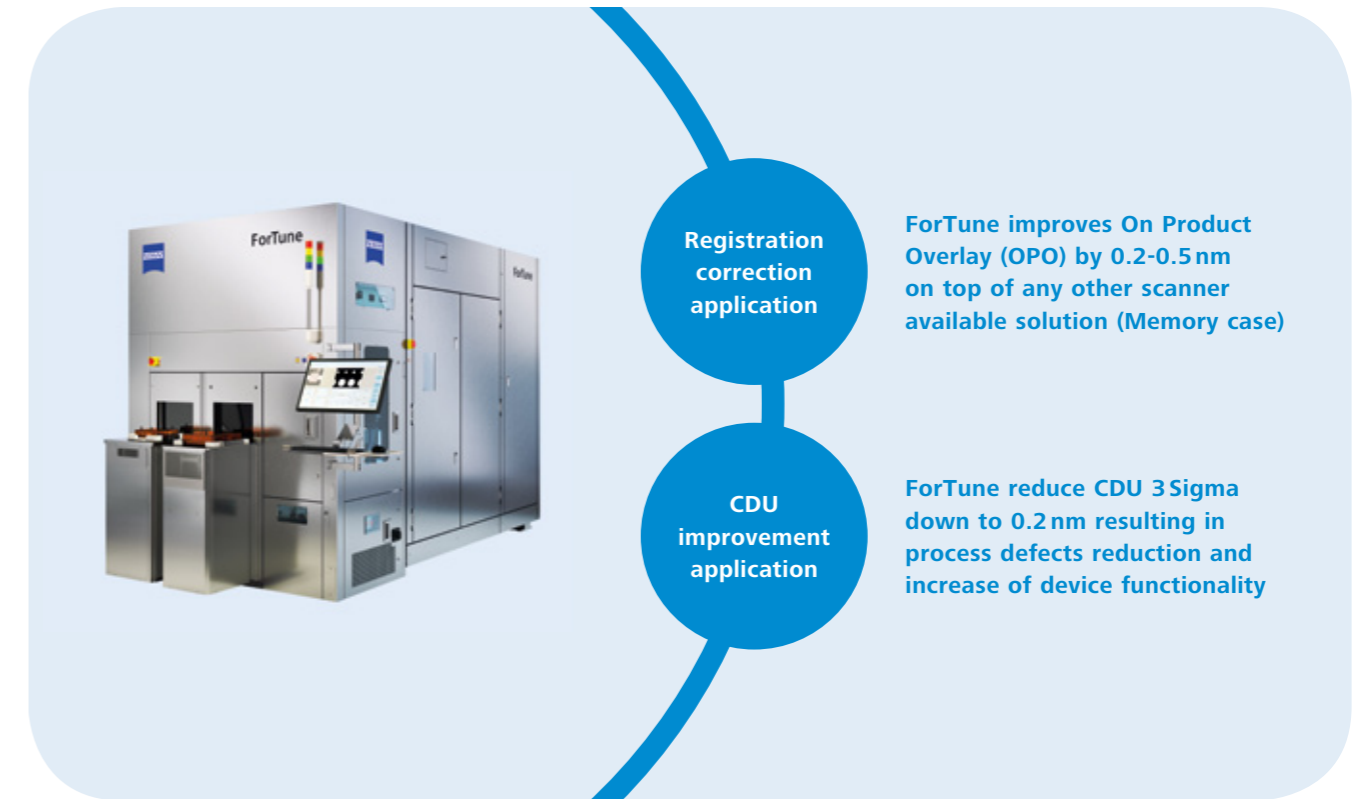 ZEISS
ForTune
ZEISS
ForTune
Registration
correction
application
ForTune improves On Product
Overlay (OPO) by 0.2-0.5 nm
on top of any other scanner
available solution (Memory case)
CDU
improvement
application
ForTune reduce CDU 3 Sigma
down to 0.2 nm resulting in
process defects reduction and
increase of device functionality